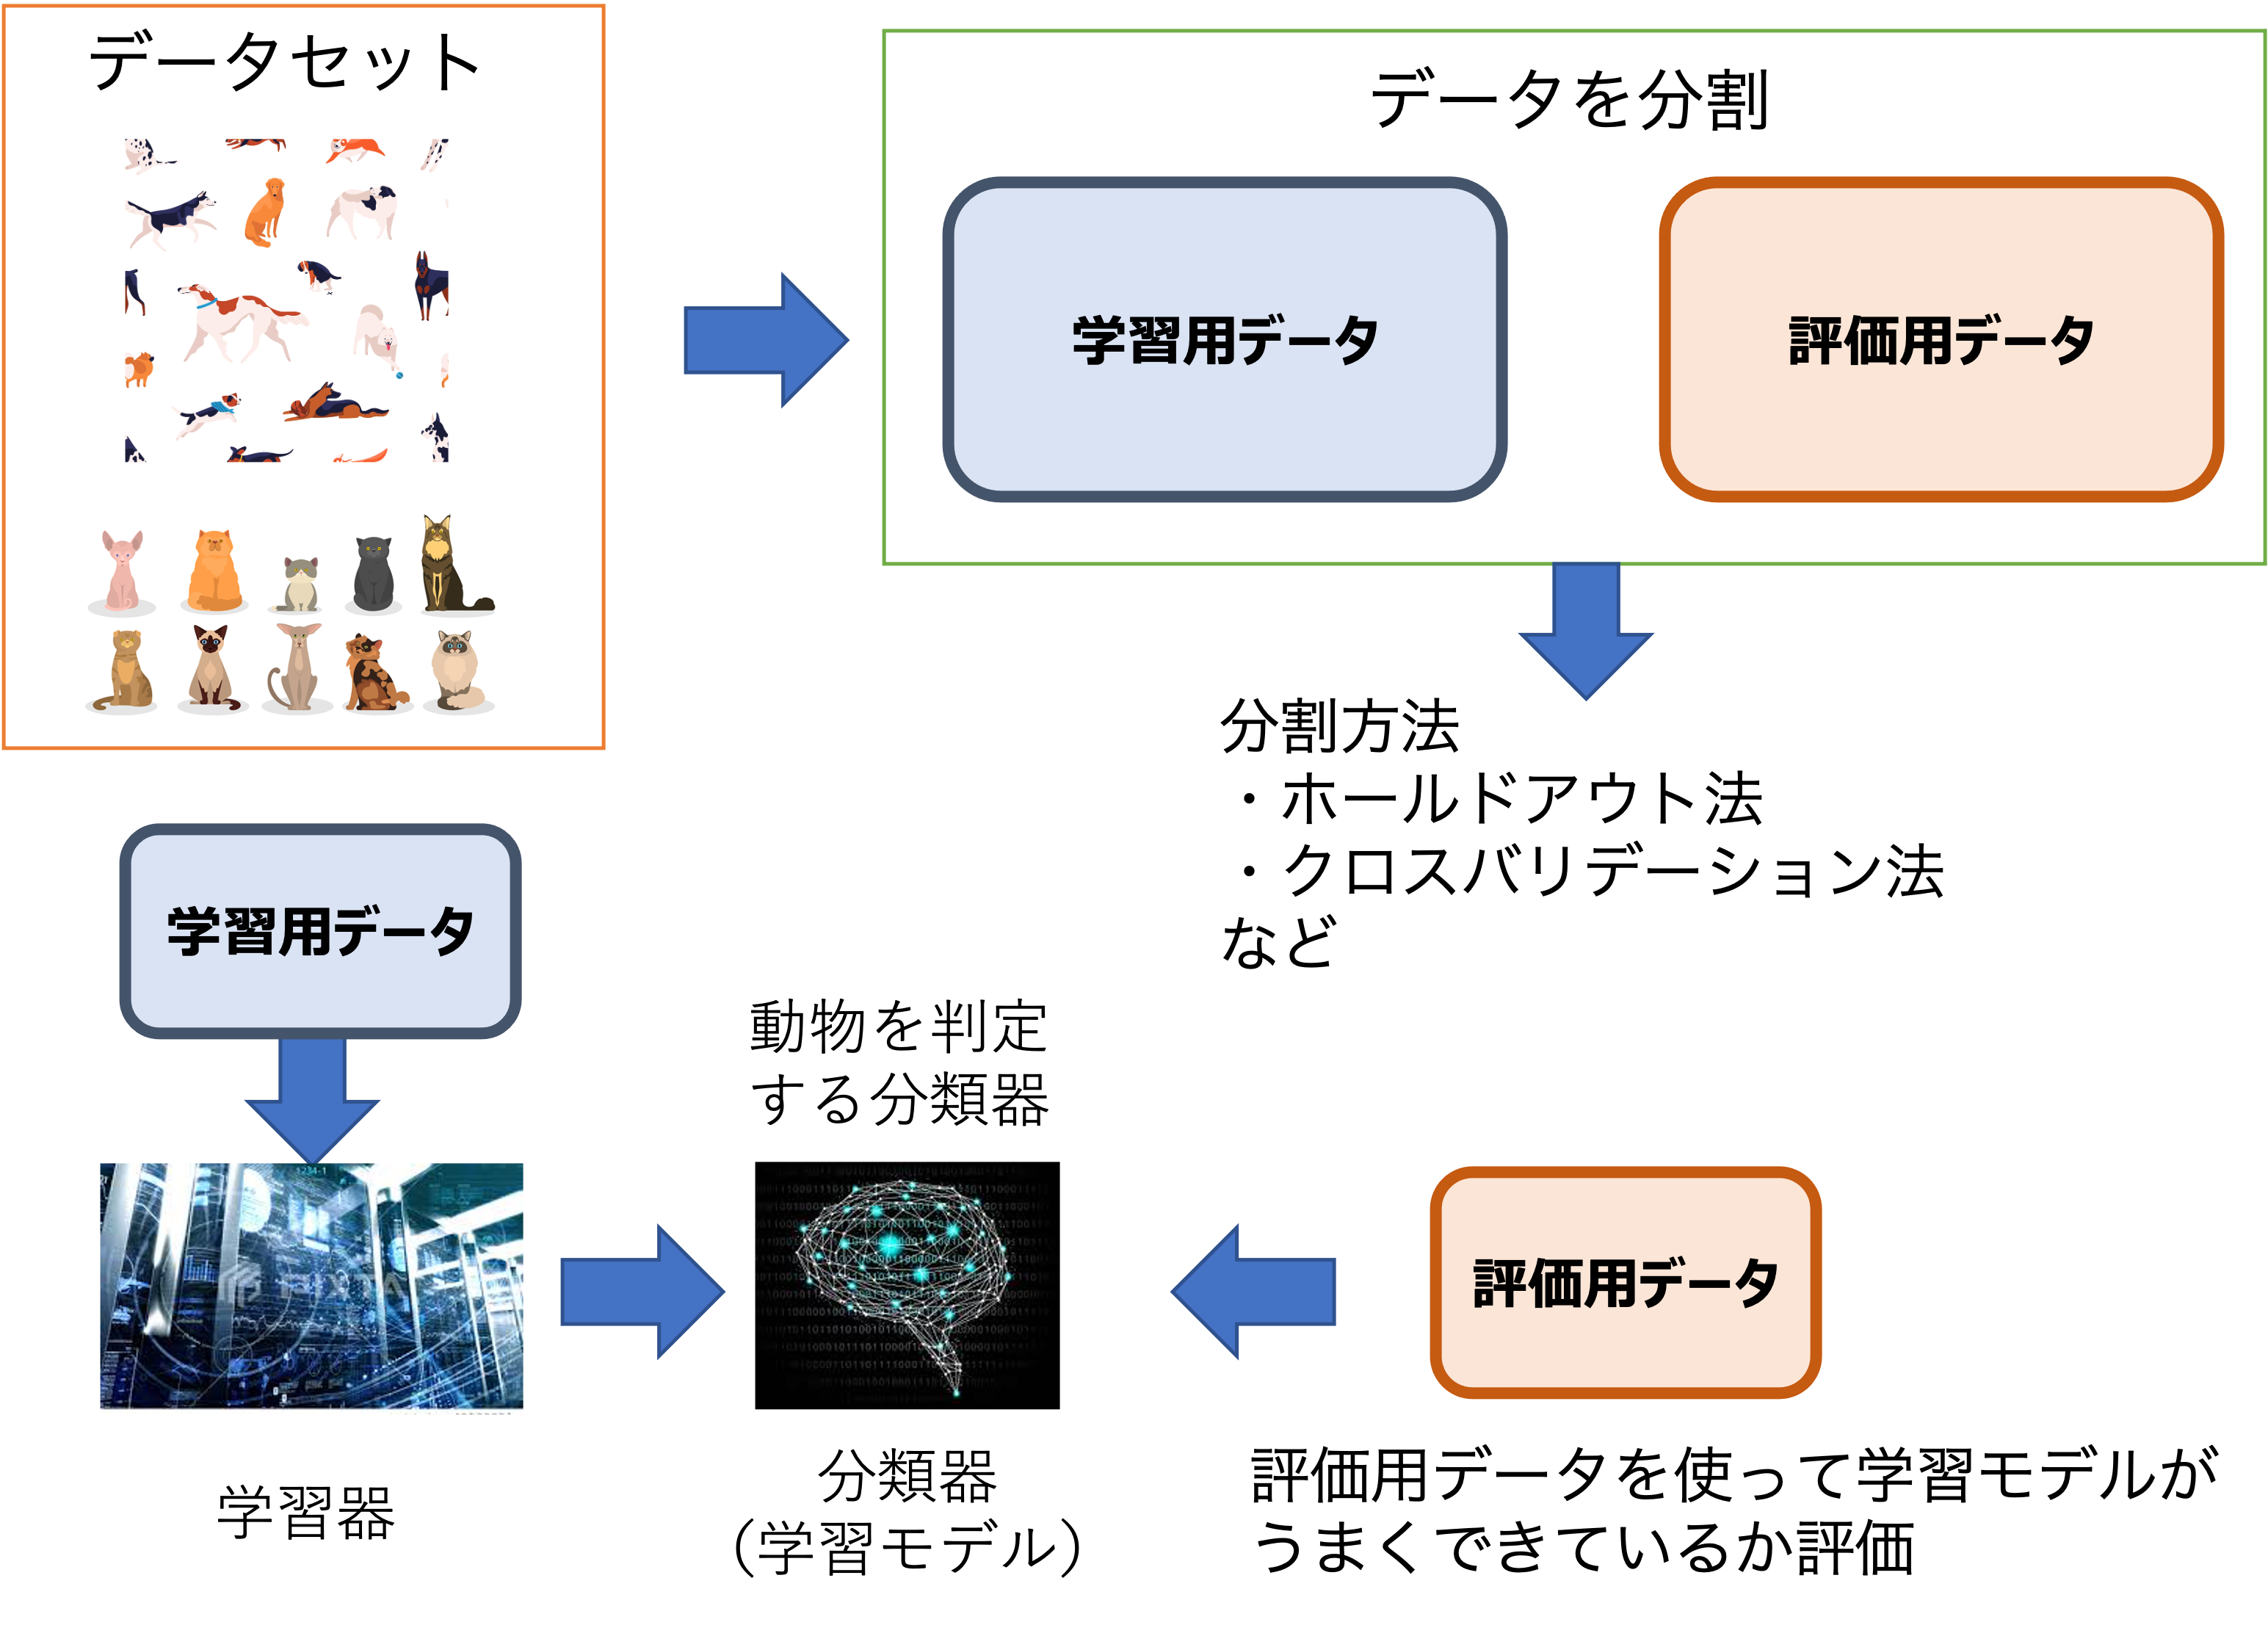 データセット
データを分割
学習用データ
評価用データ
分割方法
・ホールドアウト法
・クロスバリデーション法
など
学習用データ
動物を判定
する分類器
1234-1
PIXTA
評価用データ
学習器
分類器
（学習モデル）
評価用データを使って学習モデルが
うまくできているか評価